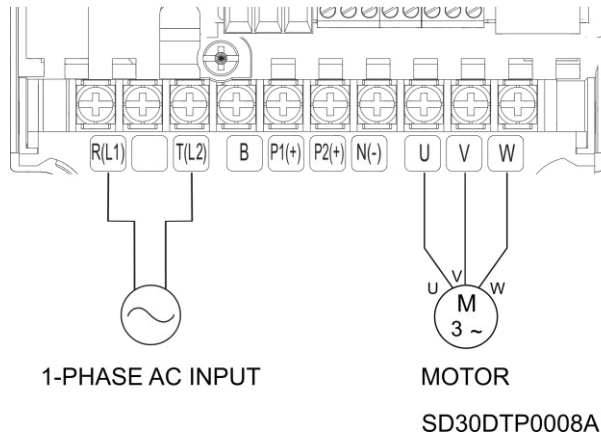 R(L1) T(L2) B P1(+) P2(+) N(-) U V W
U V W
M
3 ~
1-PHASE AC INPUT MOTOR
SD30DTP0008A